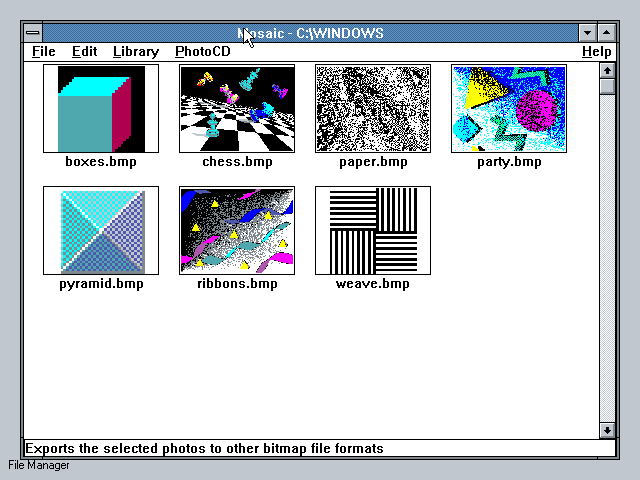 Mosaic - C:\WINDOWS
File Edit Library PhotoCD Help
boxes.bmp chess.bmp paper.bmp party.bmp
pyramid.bmp ribbons.bmp weave.bmp
Exports the selected photos to other bitmap file formats
File Manager